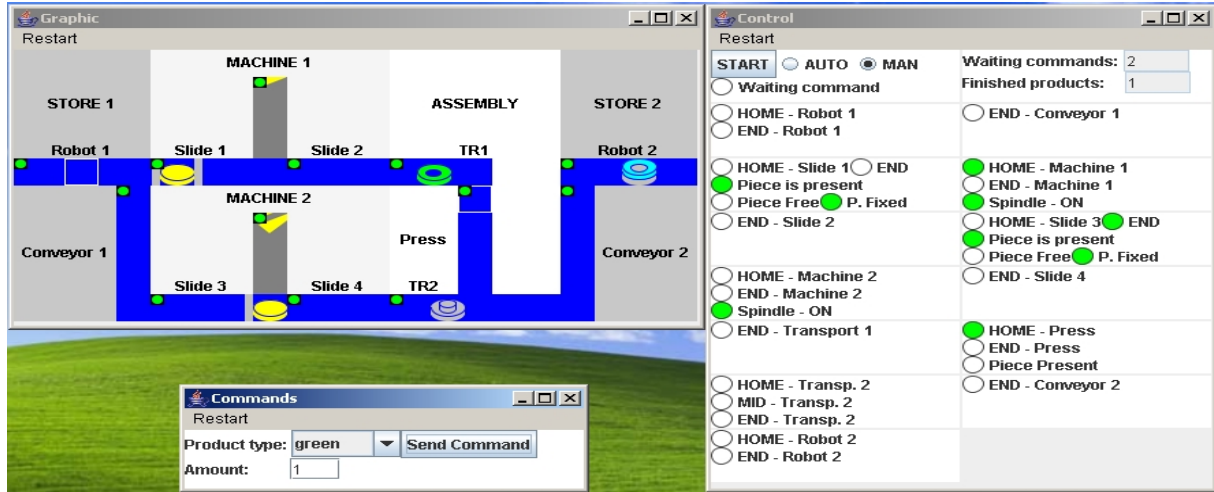 Graphic
Restart
MACHINE 1
STORE 1
ASSEMBLY
STORE 2
Robot 1
Slide 1
Slide 2
TR1
Robot 2
MACHINE 2
Conveyor 1
Press
Conveyor 2
Slide 3
Slide 4
TR2
Commands
Restart
Product type: green Send Command
Amount: 1
Control
Restart
START AUTO MAN
Waiting commands: 2
Waiting command
Finished products: 1
HOME - Robot 1
END - Robot 1
END - Conveyor 1
HOME - Slide 1 END
Piece is present
Piece Free P. Fixed
HOME - Machine 1
END - Machine 1
Spindle - ON
END - Slide 2
HOME - Slide 3 END
Piece is present
Piece Free P. Fixed
HOME - Machine 2
END - Machine 2
Spindle - ON
END - Slide 4
END - Transport 1
HOME - Press
END - Press
Piece Present
HOME - Transp. 2
MID - Transp. 2
END - Transp. 2
END - Conveyor 2
HOME - Robot 2
END - Robot 2